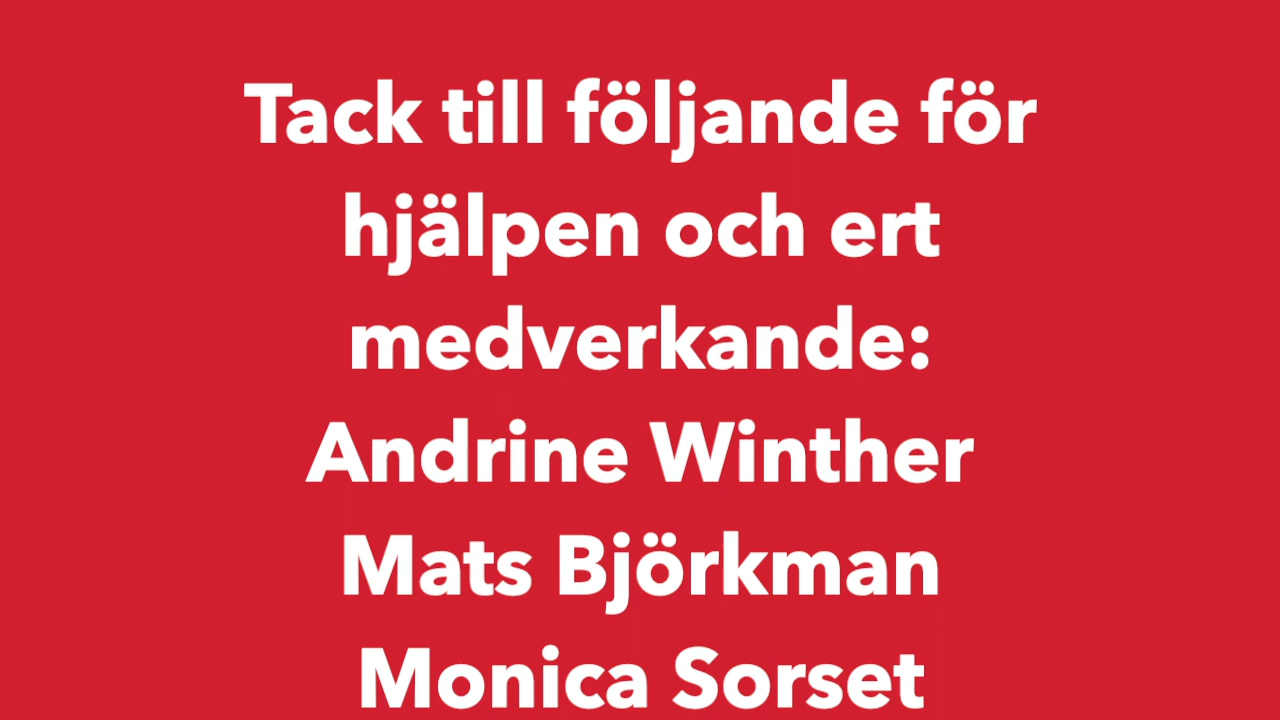 Tack till följande för
hjälpen och ert
medverkande:
Andrine Winther
Mats Björkman
Monica Sorset